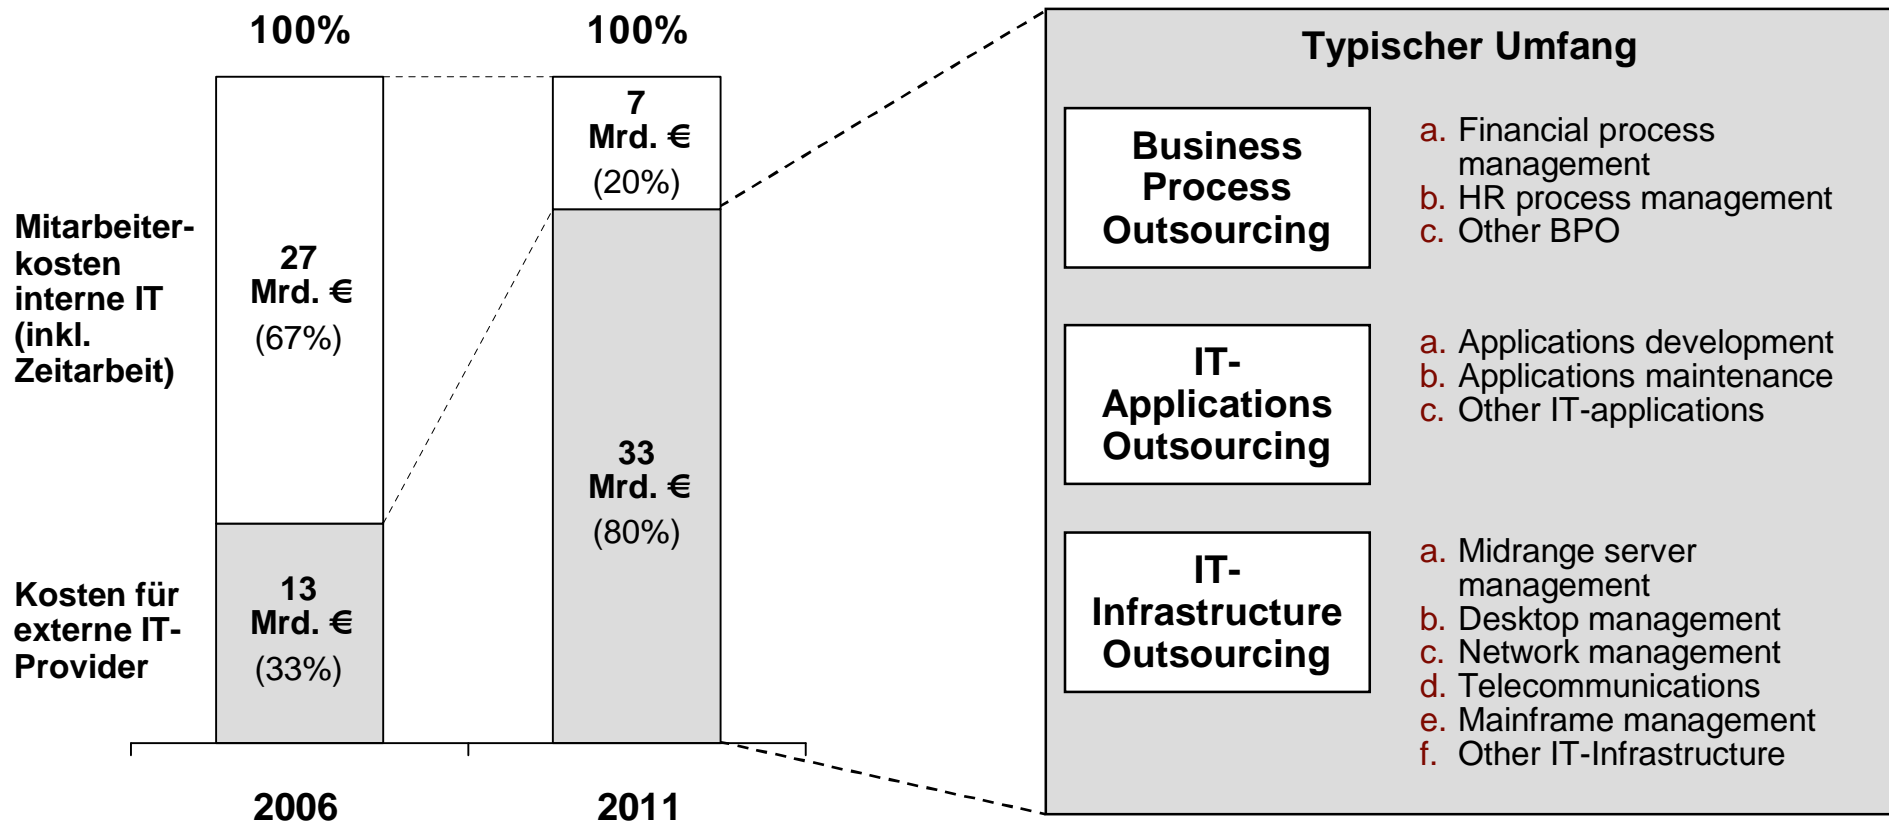 100%
100%
7
Mrd. €
(20%)
Mitarbeiter-
kosten
interne IT
(inkl.
Zeitarbeit)
27
Mrd. €
(67%)
33
Mrd. €
(80%)
Kosten für
externe IT-
Provider
13
Mrd. €
(33%)
2006
2011
Typischer Umfang
Business
Process
Outsourcing
a. Financial process
management
b. HR process management
c. Other BPO
IT-
Applications
Outsourcing
a. Applications development
b. Applications maintenance
c. Other IT-applications
IT-
Infrastructure
Outsourcing
a. Midrange server
management
b. Desktop management
c. Network management
d. Telecommunications
e. Mainframe management
f. Other IT-Infrastructure